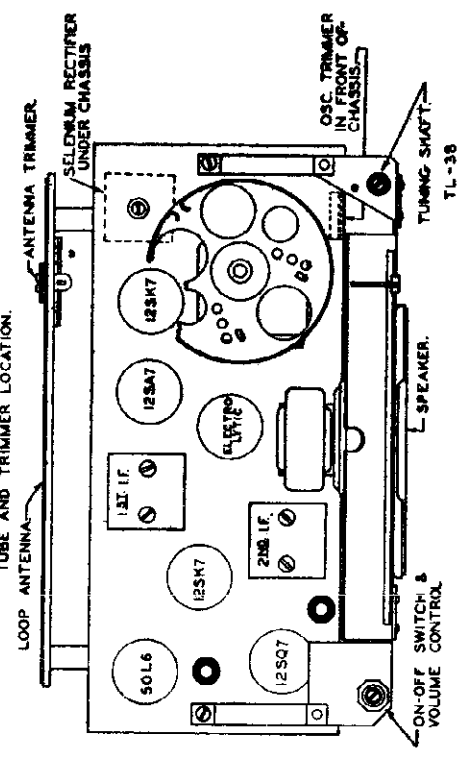 TUBE AND TRIMMER LOCATION.
LOOP ANTENNA
ANTENNA TRIMMER.
SELENIUM RECTIFIER
UNDER CHASSIS
50L6
12SK7
1ST. I.F.
12SA7
12SK7
ELECTRO
LYTIC
12SQ7
2ND. I.F.
OSC. TRIMMER
IN FRONT OF
CHASSIS.
ON-OFF SWITCH &
VOLUME CONTROL
SPEAKER.
TUNING SHAFT.
TL-38